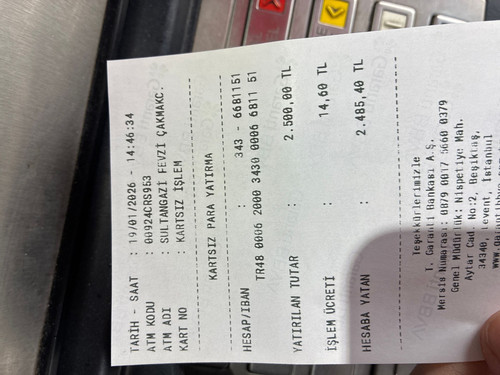 TARİH - SAAT : 19/01/2026 - 14:46:34
ATM KODU : 00924CRS953
ATM ADI : SULTANGAZİ FEVZİ ÇAKMAKC.
KART NO : KARTSIZ İŞLEM
KARTSIZ PARA YATIRMA
HESAP/IBAN : 343 - 6681151
TR48 0006 2000 3430 0006 6811 51
YATIRILAN TUTAR : 2.500,00 TL
İŞLEM ÜCRETİ : 14,60 TL
HESABA YATAN : 2.485,40 TL
Teşekkürlerimizle
T. Garanti Bankası A.Ş.
Mersis Numarası: 0879 0017 5660 0379
Genel Müdürlük: Nispetiye Mah.
Aytar Cad. No:2, Beşiktaş,
34340, Levent, İstanbul